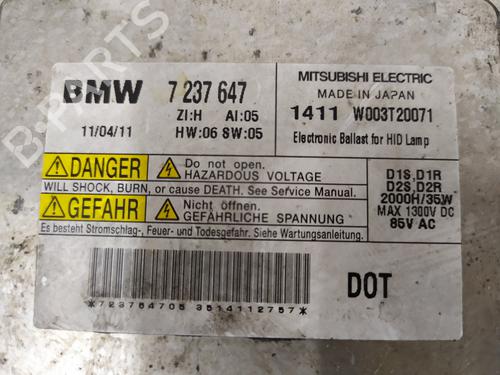 BMW 7 237 647
ZI:H AI:05
11/04/11 HW:06 SW:05
MITSUBISHI ELECTRIC
MADE IN JAPAN
1411 W003T20071
Electronic Ballast for HID Lamp
DANGER Do not open.
HAZARDOUS VOLTAGE
WILL SHOCK, BURN, or cause DEATH. See Service Manual.
GEFAHR Nicht öffnen.
GEFÄHRLICHE SPANNUNG
Es besteht Stromschlag-, Feuer- und Todesgefahr. Siehe Wartungsanleitung.
D1S,D1R
D2S,D2R
2000H/35W
MAX 1300V DC
85V AC
*723764705 3514112757*
DOT